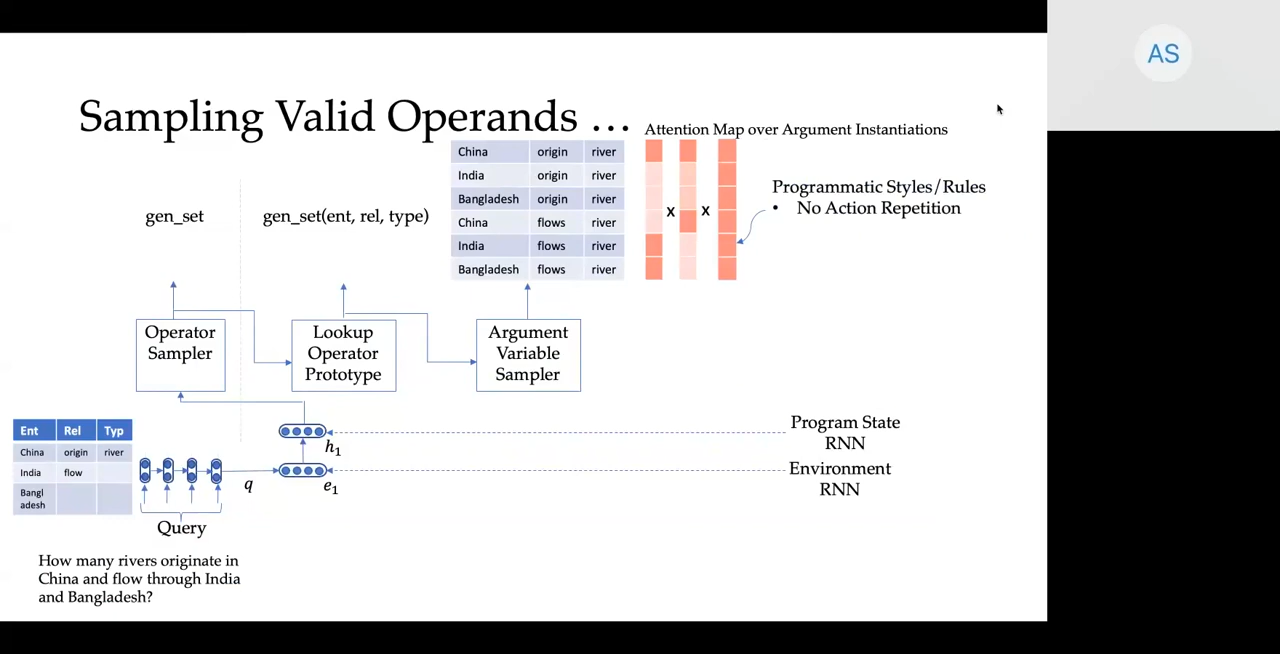 AS
Sampling Valid Operands …
Attention Map over Argument Instantiations
China origin river
India origin river
Bangladesh origin river
China flows river
India flows river
Bangladesh flows river
x x
Programmatic Styles/Rules
• No Action Repetition
gen_set
gen_set(ent, rel, type)
Operator
Sampler
Lookup
Operator
Prototype
Argument
Variable
Sampler
Ent Rel Typ
China origin river
India flow
Bangl
adesh
h1
q
e1
Program State
RNN
Environment
RNN
Query
How many rivers originate in
China and flow through India
and Bangladesh?